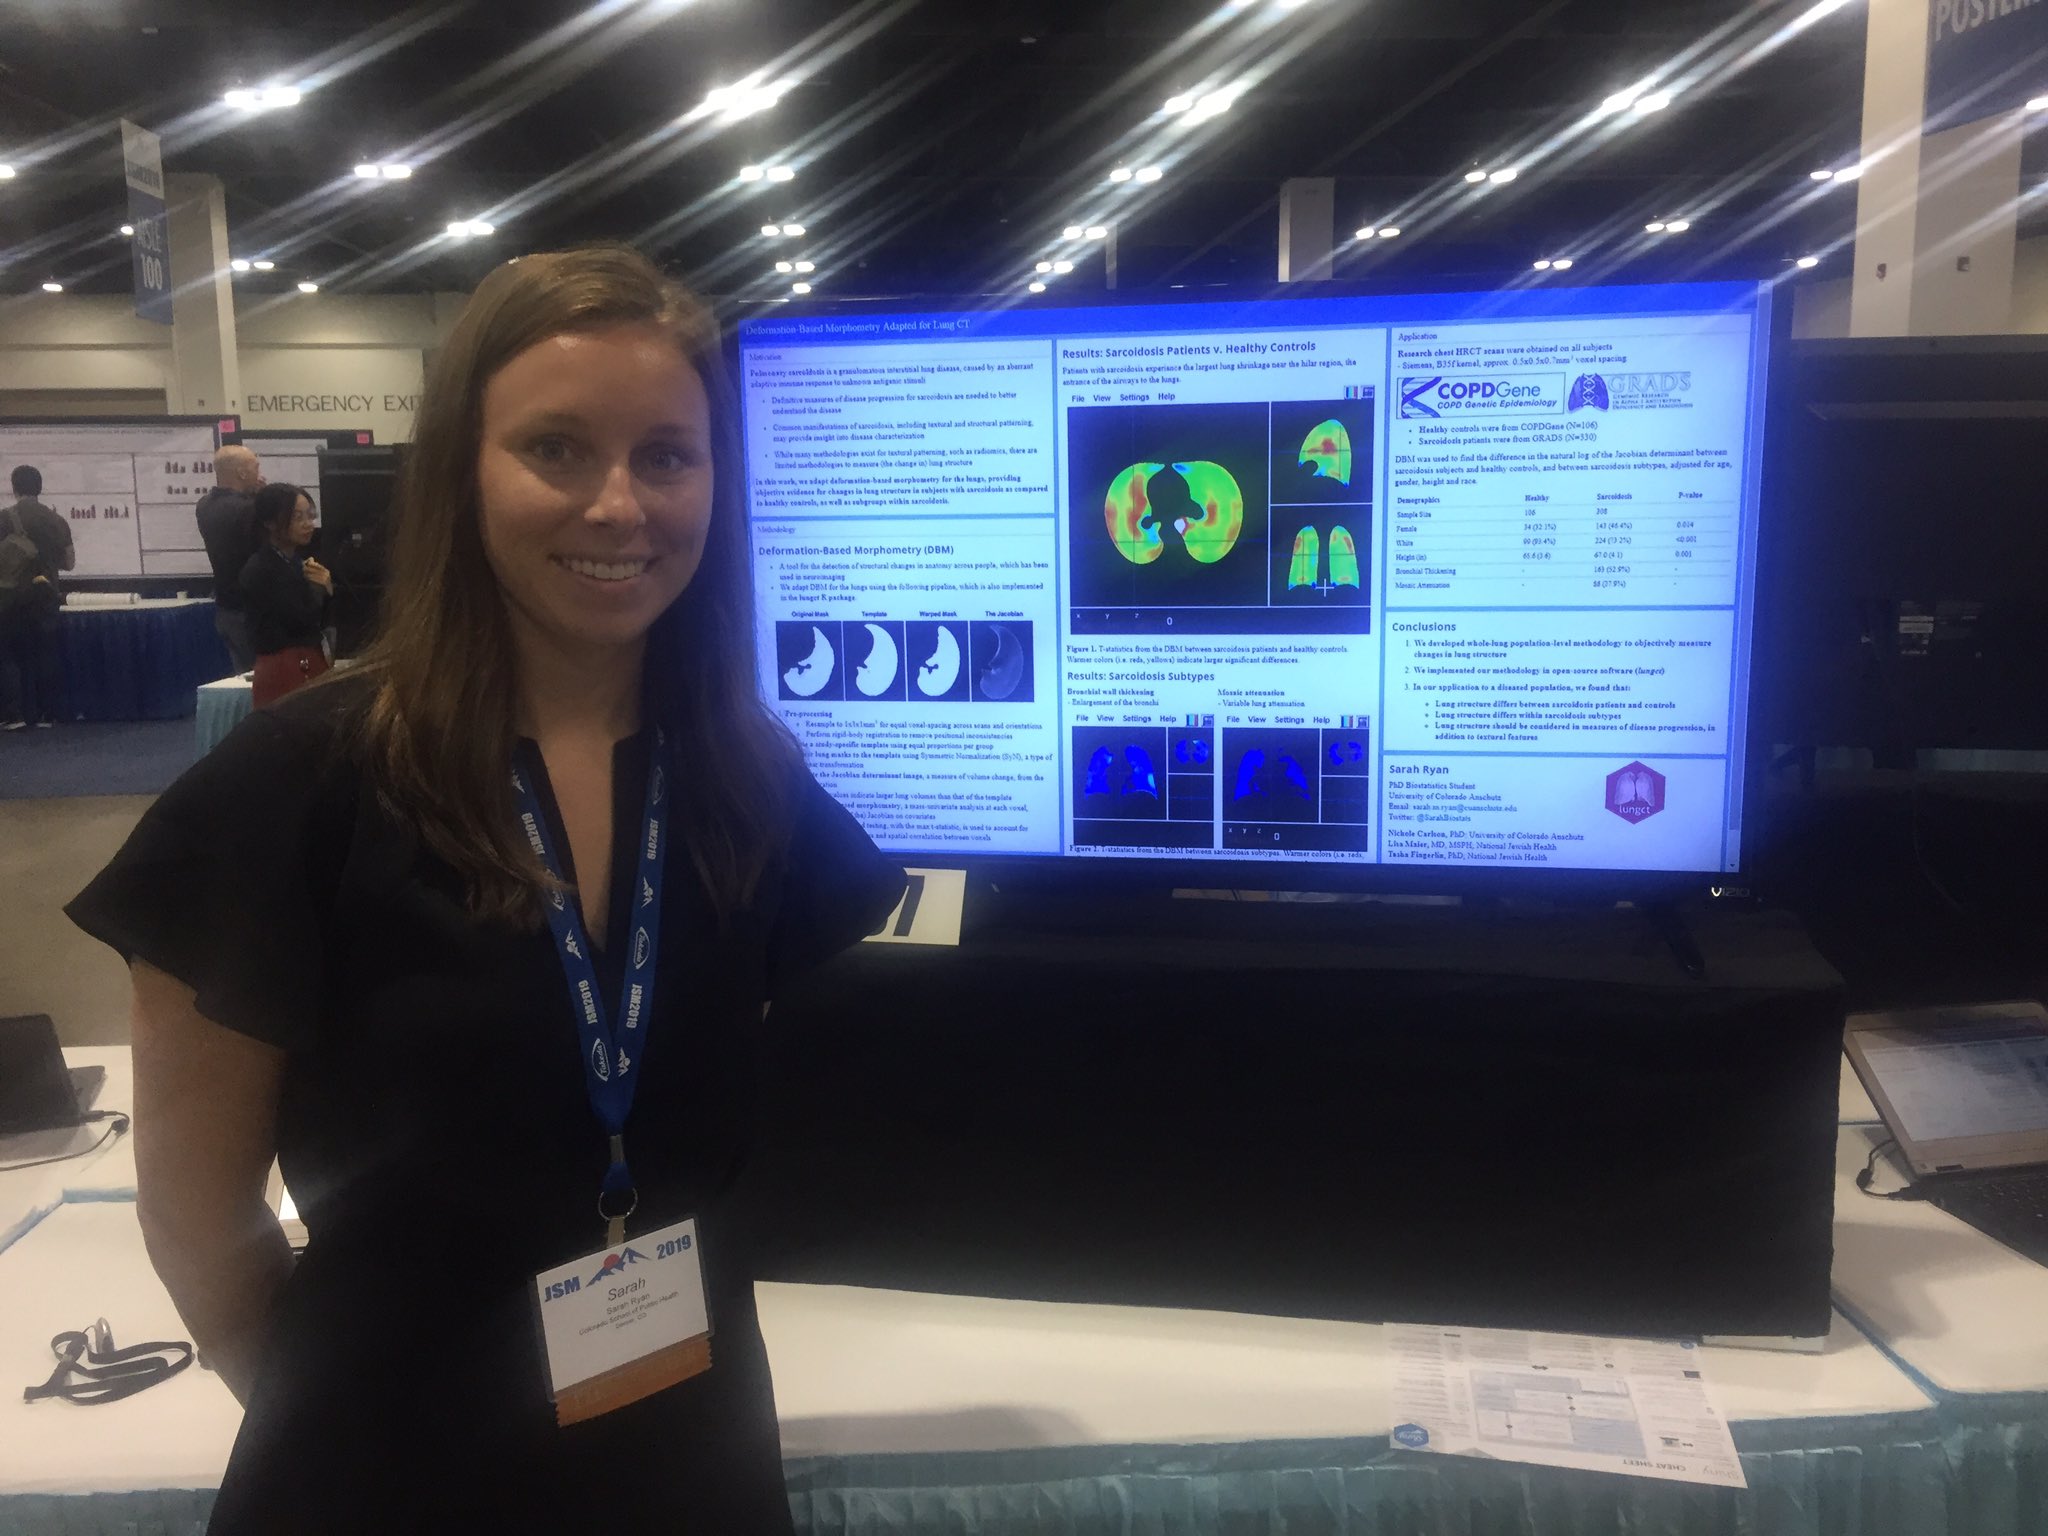 POSTER
AISLE
100
EMERGENCY EXIT
Deformation-Based Morphometry Adapted for Lung CT
Motivation
Pulmonary sarcoidosis is a granulomatous interstitial lung disease, caused by an aberrant
adaptive immune response to unknown antigenic stimuli
Definitive measures of disease progression for sarcoidosis are needed to better
understand the disease
Common manifestations of sarcoidosis, including textural and structural patterning,
may provide insight into disease characterization
While many methodologies exist for textural patterning, such as radiomics, there are
limited methodologies to measure (the change in) lung structure
In this work, we adapt deformation-based morphometry for the lungs, providing
objective evidence for changes in lung structure in subjects with sarcoidosis as compared
to healthy controls, as well as subgroups within sarcoidosis.
Methodology
Deformation-Based Morphometry (DBM)
A tool for the detection of structural changes in anatomy across people, which has been
used in neuroimaging
We adapt DBM for the lungs using the following pipeline, which is also implemented
in the lungct R package.
Original Mask Template Warped Mask The Jacobian
Pre-processing
Resample to 1x1x1mm³ for equal voxel-spacing across scans and orientations
Perform rigid-body registration to remove positional inconsistencies
a study-specific template using equal proportions per group
lung masks to the template using Symmetric Normalization (SyN), a type of
transformation
the Jacobian determinant image, a measure of volume change, from the
values indicate larger lung volumes than that of the template
morphometry, a mass-univariate analysis at each voxel,
Jacobian on covariates
testing, with the max t-statistic, is used to account for
and spatial correlation between voxels
Results: Sarcoidosis Patients v. Healthy Controls
Patients with sarcoidosis experience the largest lung shrinkage near the hilar region, the
entrance of the airways to the lungs.
File View Settings Help
x y z 0
Figure 1. T-statistics from the DBM between sarcoidosis patients and healthy controls.
Warmer colors (i.e. reds, yellows) indicate larger significant differences.
Results: Sarcoidosis Subtypes
Bronchial wall thickening
- Enlargement of the bronchi
Mosaic attenuation
- Variable lung attenuation
File View Settings Help
File View Settings Help
x y z 0
Figure 2. T-statistics from the DBM between sarcoidosis subtypes. Warmer colors (i.e. reds,
Application
Research chest HRCT scans were obtained on all subjects
- Siemens, B35f kernel, approx. 0.5x0.5x0.7mm³ voxel spacing
COPDGene
COPD Genetic Epidemiology
GRADS
Genomic Research
in Alpha-1 Antitrypsin
Deficiency and Sarcoidosis
Healthy controls were from COPDGene (N=106)
Sarcoidosis patients were from GRADS (N=330)
DBM was used to find the difference in the natural log of the Jacobian determinant between
sarcoidosis subjects and healthy controls, and between sarcoidosis subtypes, adjusted for age,
gender, height and race.
Demographics Healthy Sarcoidosis P-value
Sample Size 106 308
Female 34 (32.1%) 143 (46.4%) 0.014
White 99 (93.4%) 224 (73.2%) <0.001
Height (in) 68.6 (3.6) 67.0 (4.1) 0.001
Bronchial Thickening - 163 (52.9%) -
Mosaic Attenuation - 86 (27.9%) -
Conclusions
1. We developed whole-lung population-level methodology to objectively measure
changes in lung structure
2. We implemented our methodology in open-source software (lungct)
3. In our application to a diseased population, we found that:
Lung structure differs between sarcoidosis patients and controls
Lung structure differs within sarcoidosis subtypes
Lung structure should be considered in measures of disease progression, in
addition to textural features
Sarah Ryan
PhD Biostatistics Student
University of Colorado Anschutz
Email: sarah.m.ryan@cuanschutz.edu
Twitter: @SarahBiostats
lungct
Nichole Carlson, PhD; University of Colorado Anschutz
Lisa Maier, MD, MSPH, National Jewish Health
Tasha Fingerlin, PhD; National Jewish Health
VIZIO
JSM2019
JSM2019
Takeda
JSM2019
JSM2019
Takeda
JSM 2019
Sarah
Sarah Ryan
Colorado School of Public Health
Denver, CO
Shiny
CHEAT SHEET